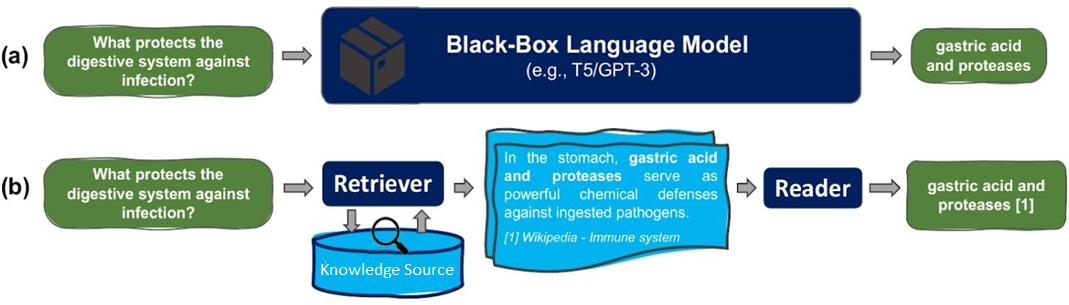 (a)
What protects the
digestive system against
infection?
Black-Box Language Model
(e.g., T5/GPT-3)
gastric acid
and proteases
(b)
What protects the
digestive system against
infection?
Retriever
Knowledge Source
In the stomach, gastric acid
and proteases serve as
powerful chemical defenses
against ingested pathogens.
[1] Wikipedia - Immune system
Reader
gastric acid and
proteases [1]